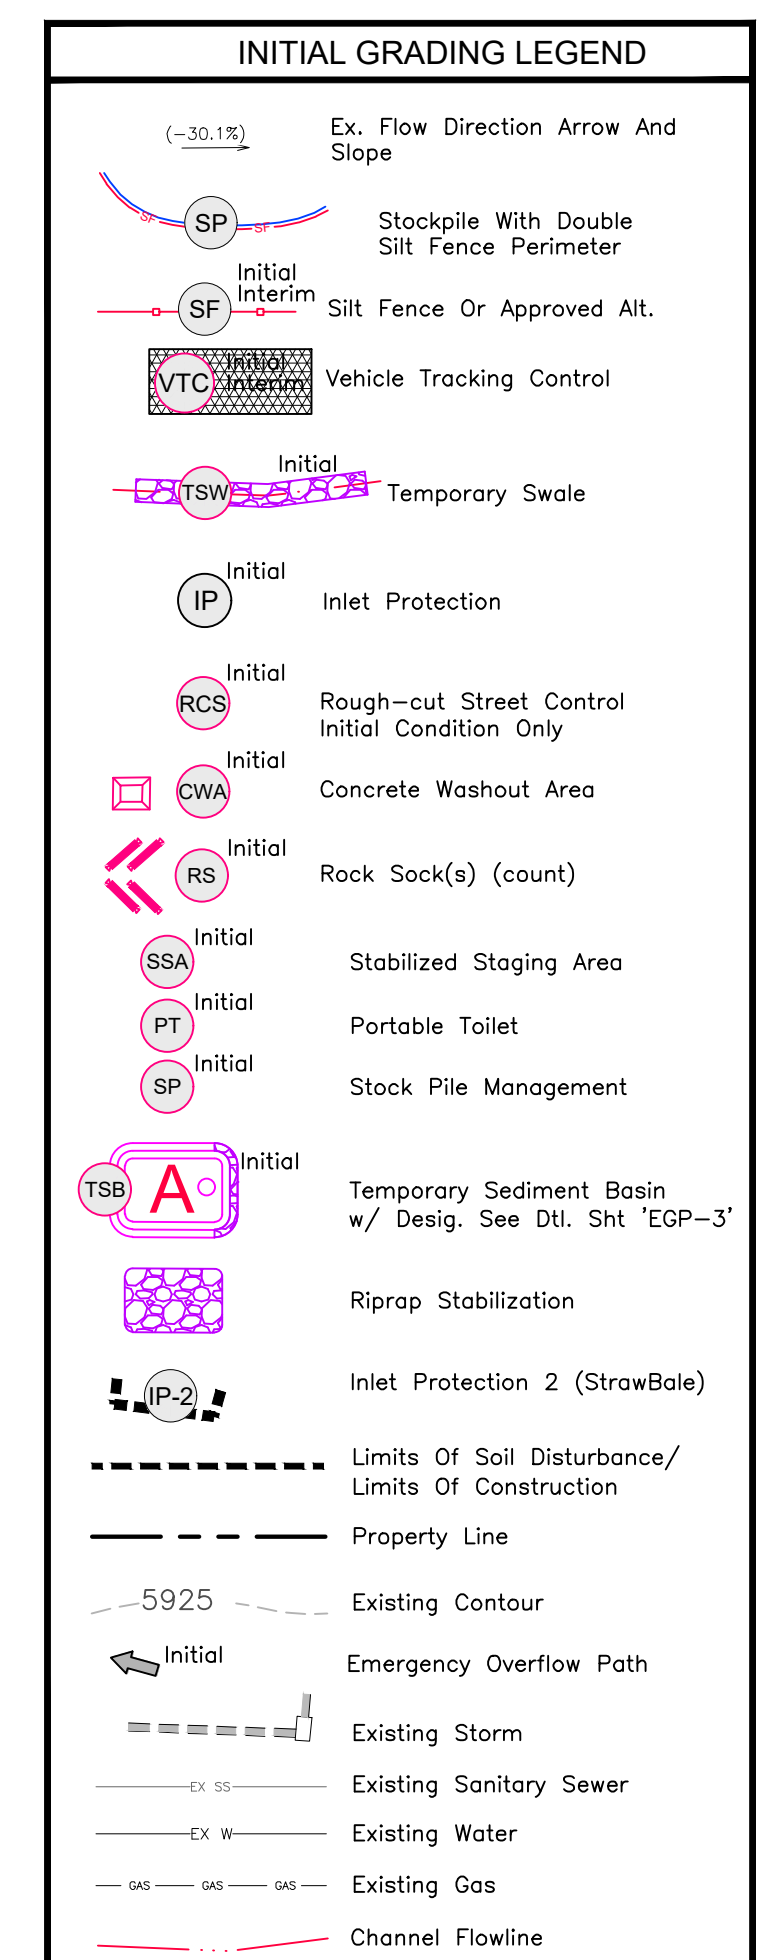 INITIAL GRADING LEGEND
(-30.1%)
Ex. Flow Direction Arrow And
Slope
SF SP SF
Stockpile With Double
Silt Fence Perimeter
Initial
Interim
SF
Silt Fence Or Approved Alt.
Initial
Interim
VTC
Vehicle Tracking Control
Initial
TSW
Temporary Swale
Initial
IP
Inlet Protection
Initial
RCS
Rough-cut Street Control
Initial Condition Only
Initial
CWA
Concrete Washout Area
Initial
RS
Rock Sock(s) (count)
Initial
SSA
Stabilized Staging Area
Initial
PT
Portable Toilet
Initial
SP
Stock Pile Management
Initial
TSB A
Temporary Sediment Basin
w/ Desig. See Dtl. Sht 'EGP-3'
Riprap Stabilization
IP-2
Inlet Protection 2 (StrawBale)
Limits Of Soil Disturbance/
Limits Of Construction
Property Line
5925
Existing Contour
Initial
Emergency Overflow Path
Existing Storm
EX SS
Existing Sanitary Sewer
EX W
Existing Water
GAS GAS GAS
Existing Gas
Channel Flowline